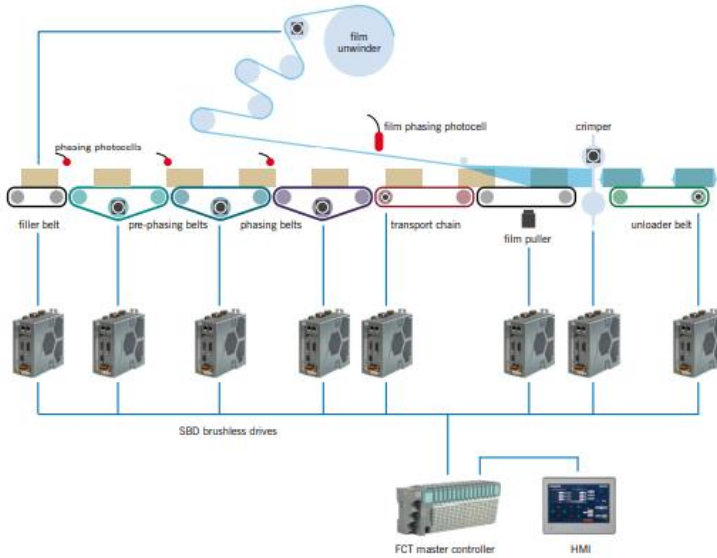 film
unwinder
phasing photocells
film phasing photocell
crimper
filler belt
pre-phasing belts
phasing belts
transport chain
film puller
unloader belt
SBD brushless drives
FCT master controller
HMI